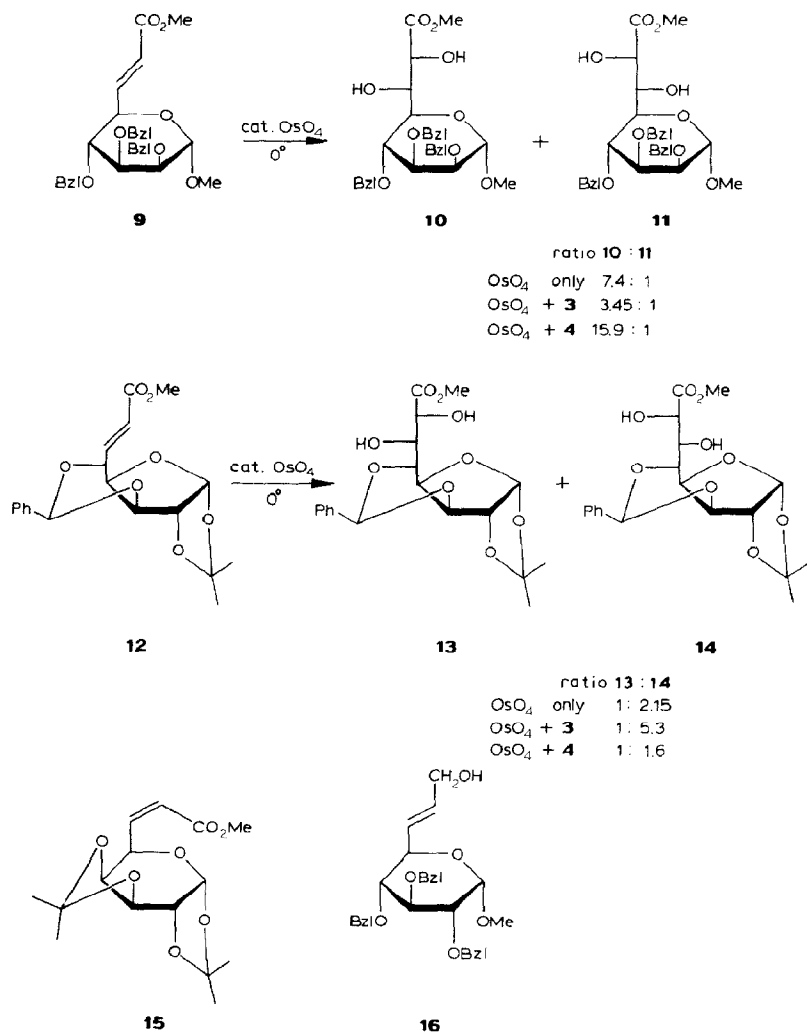 CO₂Me
CO₂Me
CO₂Me
OH
HO
HO
OH
O
O
O
OBzl
OBzl
BzlO
OMe
cat. OsO₄
0°
OBzl
OBzl
BzlO
OMe
+
OBzl
OBzl
BzlO
OMe
9
10
11
ratio 10 : 11
OsO₄ only 7.4 : 1
OsO₄ + 3 3.45 : 1
OsO₄ + 4 15.9 : 1
CO₂Me
CO₂Me
CO₂Me
OH
HO
HO
OH
O
O
O
O
O
O
Ph
O
O
O
cat. OsO₄
0°
Ph
O
O
O
+
Ph
O
O
O
12
13
14
ratio 13 : 14
OsO₄ only 1 : 2.15
OsO₄ + 3 1 : 5.3
OsO₄ + 4 1 : 1.6
CO₂Me
O
O
O
O
O
CH₂OH
O
OBzl
BzlO
OMe
OBzl
15
16